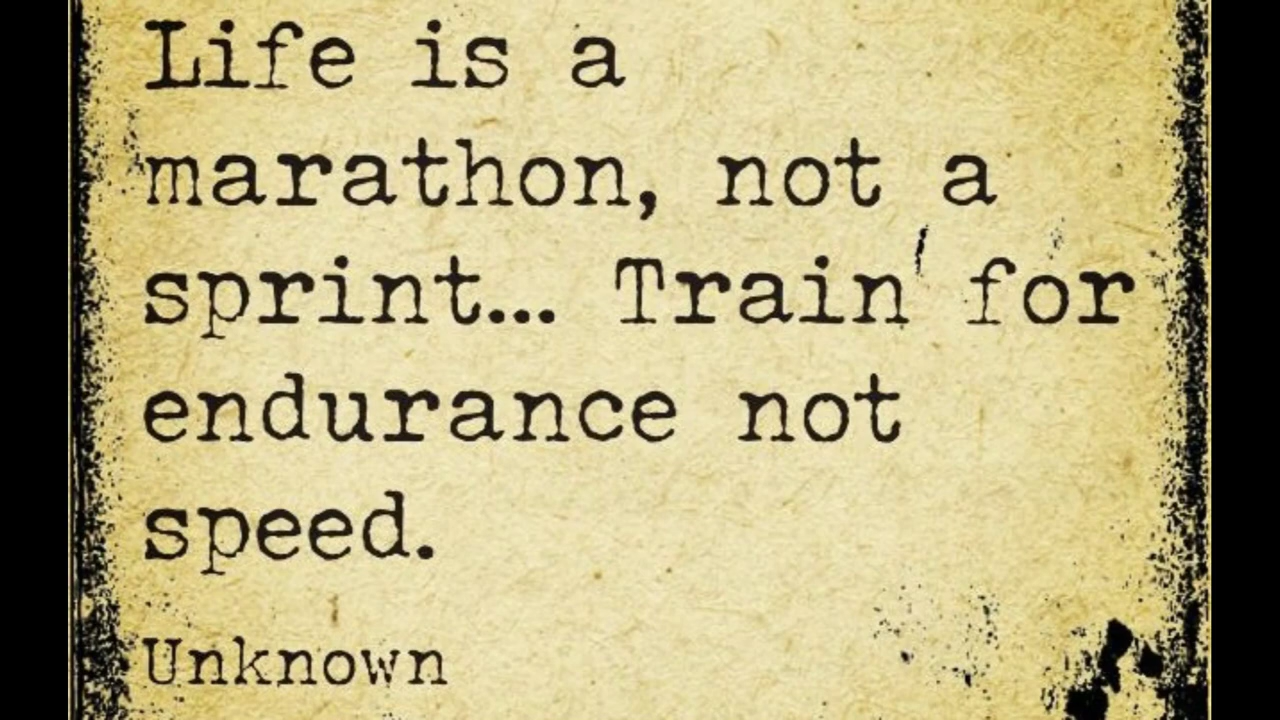 Life is a
marathon, not a
sprint... Train for
endurance not
speed.
Unknown